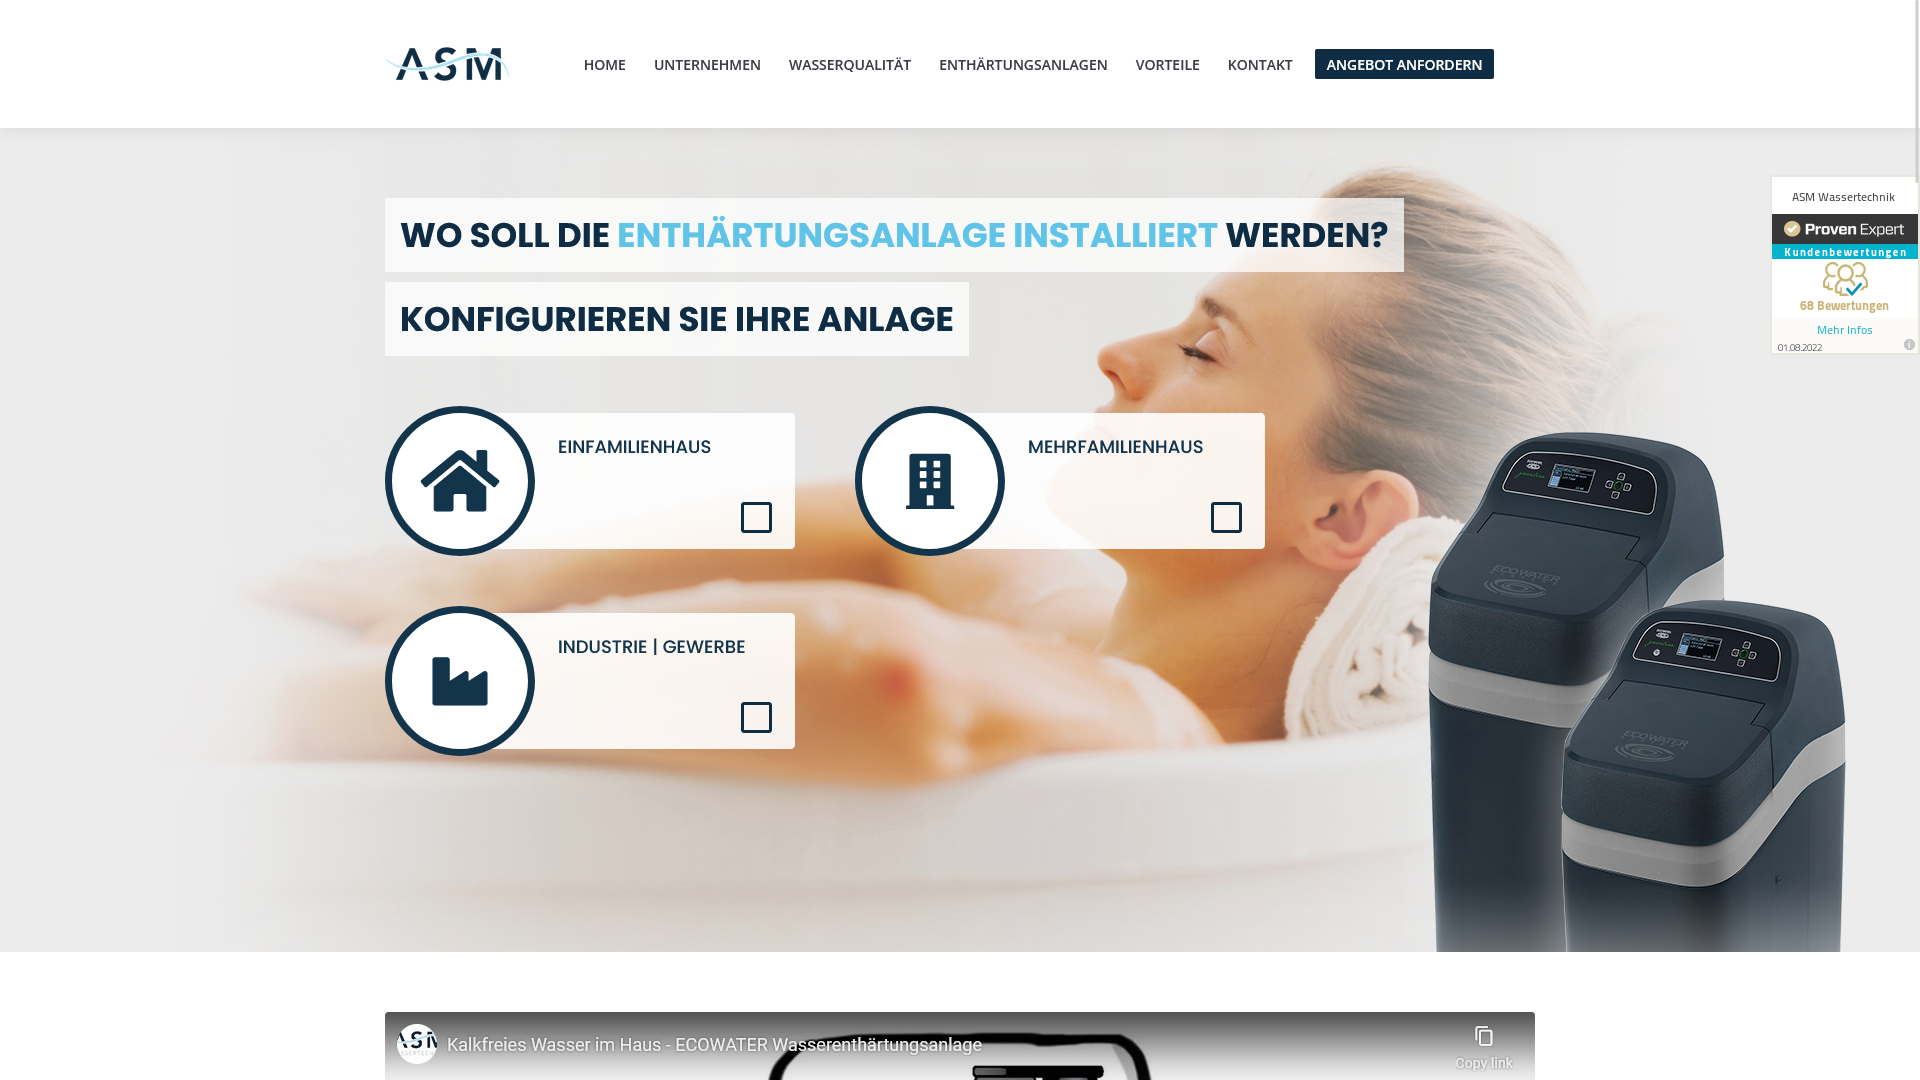 ASM
HOME
UNTERNEHMEN
WASSERQUALITÄT
ENTHÄRTUNGSANLAGEN
VORTEILE
KONTAKT
ANGEBOT ANFORDERN
WO SOLL DIE ENTHÄRTUNGSANLAGE INSTALLIERT WERDEN?
KONFIGURIEREN SIE IHRE ANLAGE
ASM Wassertechnik
Proven Expert
Kundenbewertungen
68 Bewertungen
Mehr Infos
01.08.2022
EINFAMILIENHAUS
MEHRFAMILIENHAUS
INDUSTRIE | GEWERBE
ECOWATER
ECOWATER
ASM
Kalkfreies Wasser im Haus - ECOWATER Wasserenthärtungsanlage
Copy link